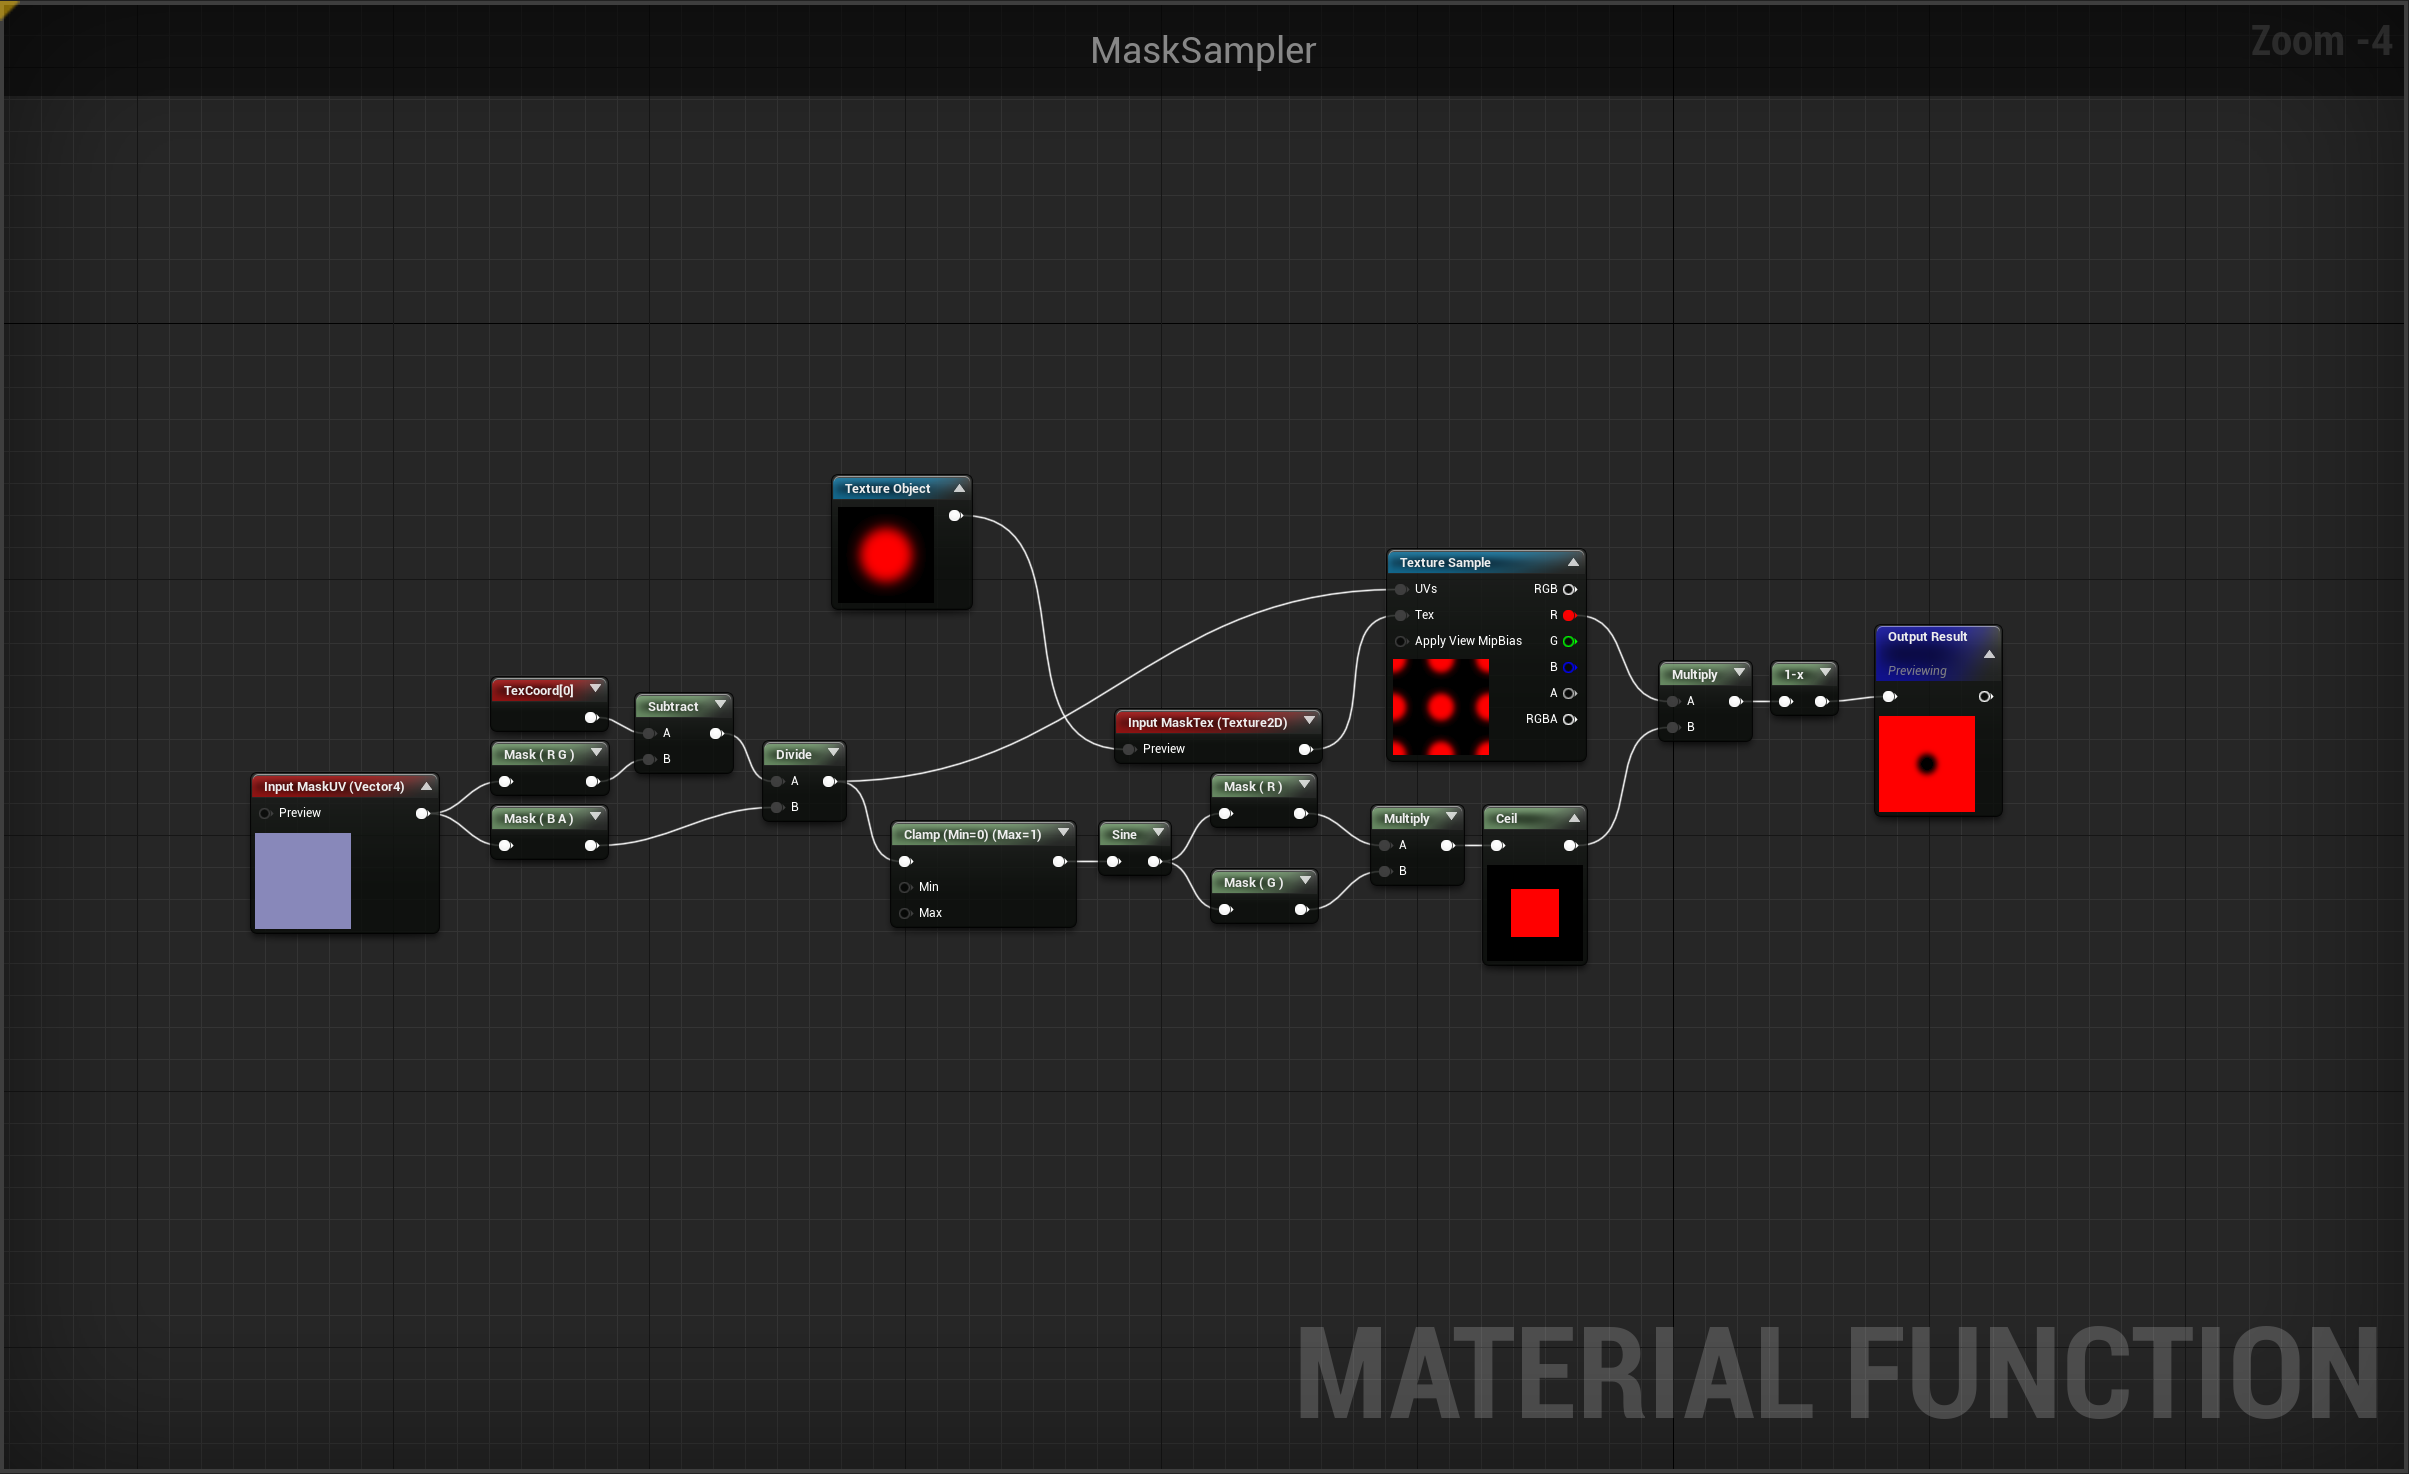 MaskSampler
Zoom -4
Texture Object
Texture Sample
UVs
RGB
Tex
R
Apply View MipBias
G
B
A
RGBA
Output Result
Previewing
TexCoord[0]
Subtract
A
B
Mask ( R G )
Mask ( B A )
Input MaskUV (Vector4)
Preview
Divide
A
B
Input MaskTex (Texture2D)
Preview
Multiply
A
B
1-x
Clamp (Min=0) (Max=1)
Min
Max
Sine
Mask ( R )
Mask ( G )
Multiply
A
B
Ceil
MATERIAL FUNCTION